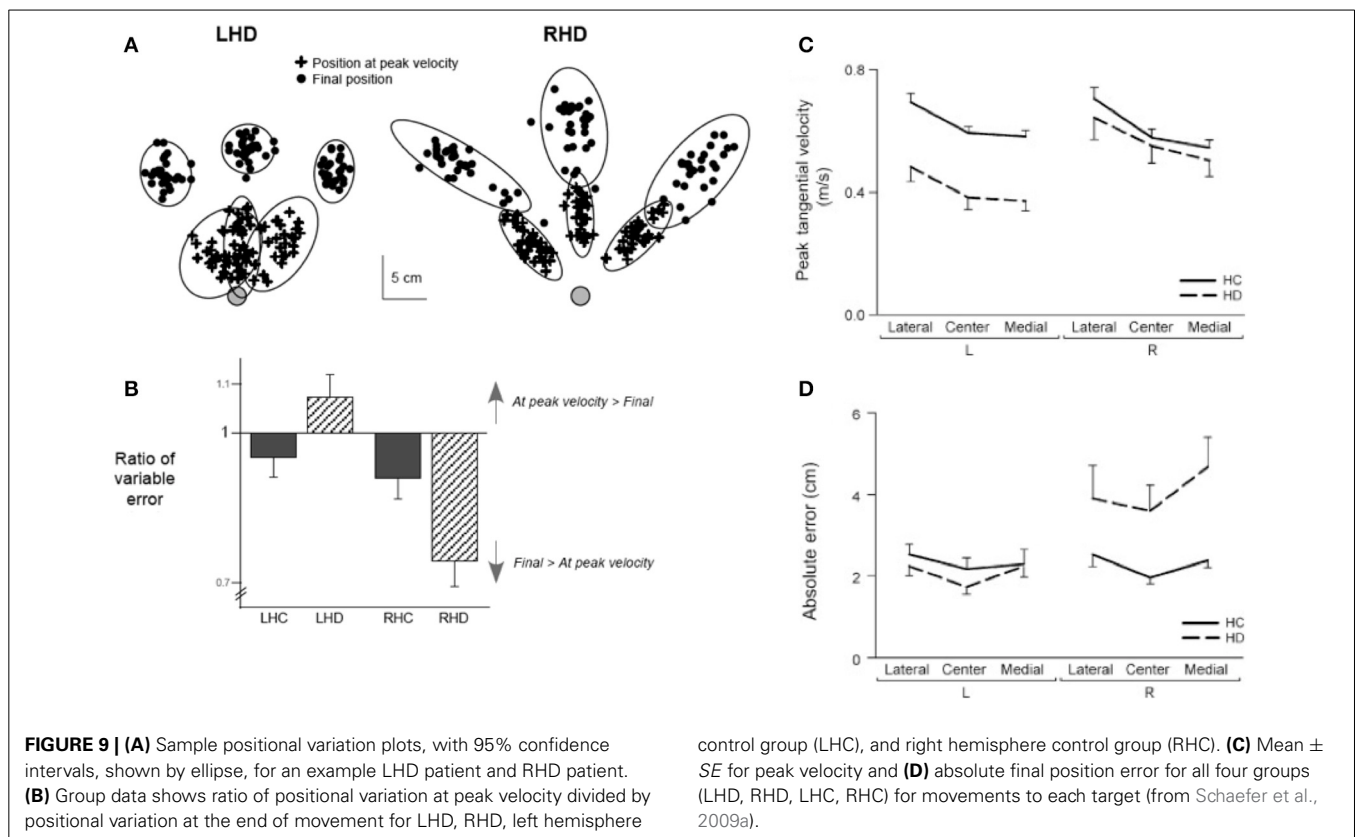 A
LHD
RHD
✚ Position at peak velocity
● Final position
5 cm
B
1.1
1
0.7
Ratio of
variable
error
At peak velocity > Final
Final > At peak velocity
LHC LHD RHC RHD
C
0.8
0.4
0.0
Peak tangential velocity
(m/s)
HC
HD
Lateral Center Medial Lateral Center Medial
L R
D
6
4
2
0
Absolute error (cm)
HC
HD
Lateral Center Medial Lateral Center Medial
L R
FIGURE 9 | (A) Sample positional variation plots, with 95% confidence
intervals, shown by ellipse, for an example LHD patient and RHD patient.
(B) Group data shows ratio of positional variation at peak velocity divided by
positional variation at the end of movement for LHD, RHD, left hemisphere
control group (LHC), and right hemisphere control group (RHC). (C) Mean ±
SE for peak velocity and (D) absolute final position error for all four groups
(LHD, RHD, LHC, RHC) for movements to each target (from Schaefer et al.,
2009a).